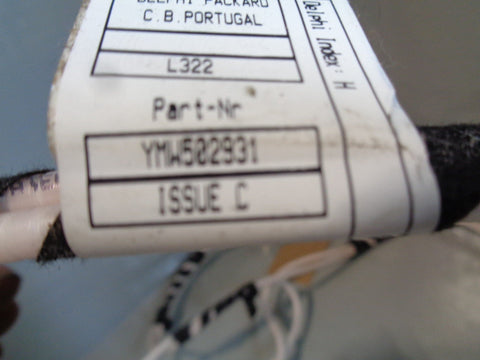 DELPHI PACKARD
C.B.PORTUGAL
L322
Part-Nr
YMW502931
ISSUE C
Delphi Index: H